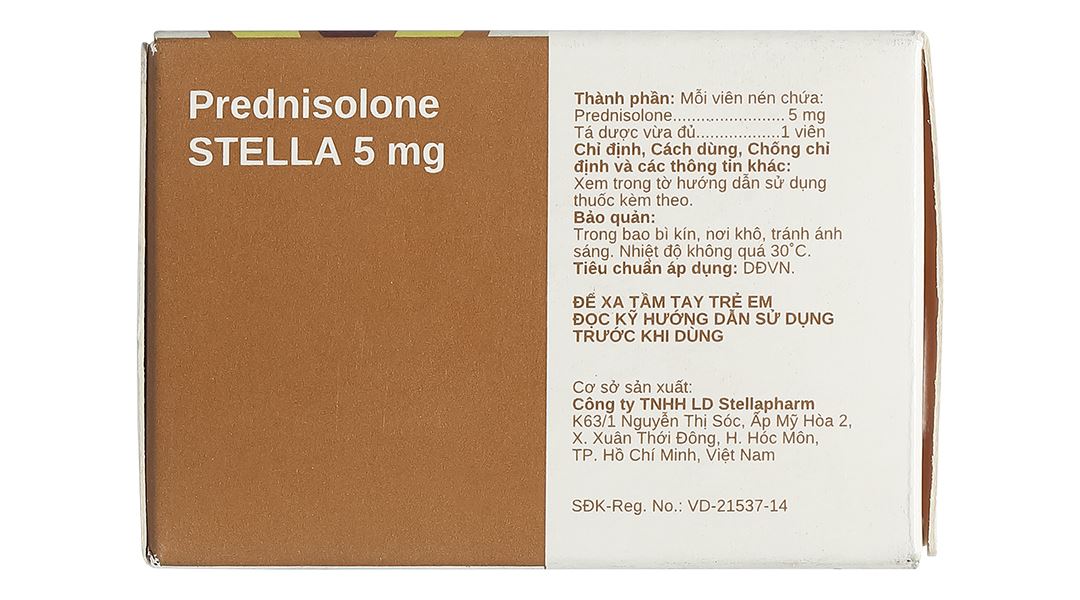 Prednisolone
STELLA 5 mg
Thành phần: Mỗi viên nén chứa:
Prednisolone........................ 5 mg
Tá dược vừa đủ..................1 viên
Chỉ định, Cách dùng, Chống chỉ
định và các thông tin khác:
Xem trong tờ hướng dẫn sử dụng
thuốc kèm theo.
Bảo quản:
Trong bao bì kín, nơi khô, tránh ánh
sáng. Nhiệt độ không quá 30˚C.
Tiêu chuẩn áp dụng: DĐVN.
ĐỂ XA TẦM TAY TRẺ EM
ĐỌC KỸ HƯỚNG DẪN SỬ DỤNG
TRƯỚC KHI DÙNG
Cơ sở sản xuất:
Công ty TNHH LD Stellapharm
K63/1 Nguyễn Thị Sóc, Ấp Mỹ Hòa 2,
X. Xuân Thới Đông, H. Hóc Môn,
TP. Hồ Chí Minh, Việt Nam
SĐK-Reg. No.: VD-21537-14